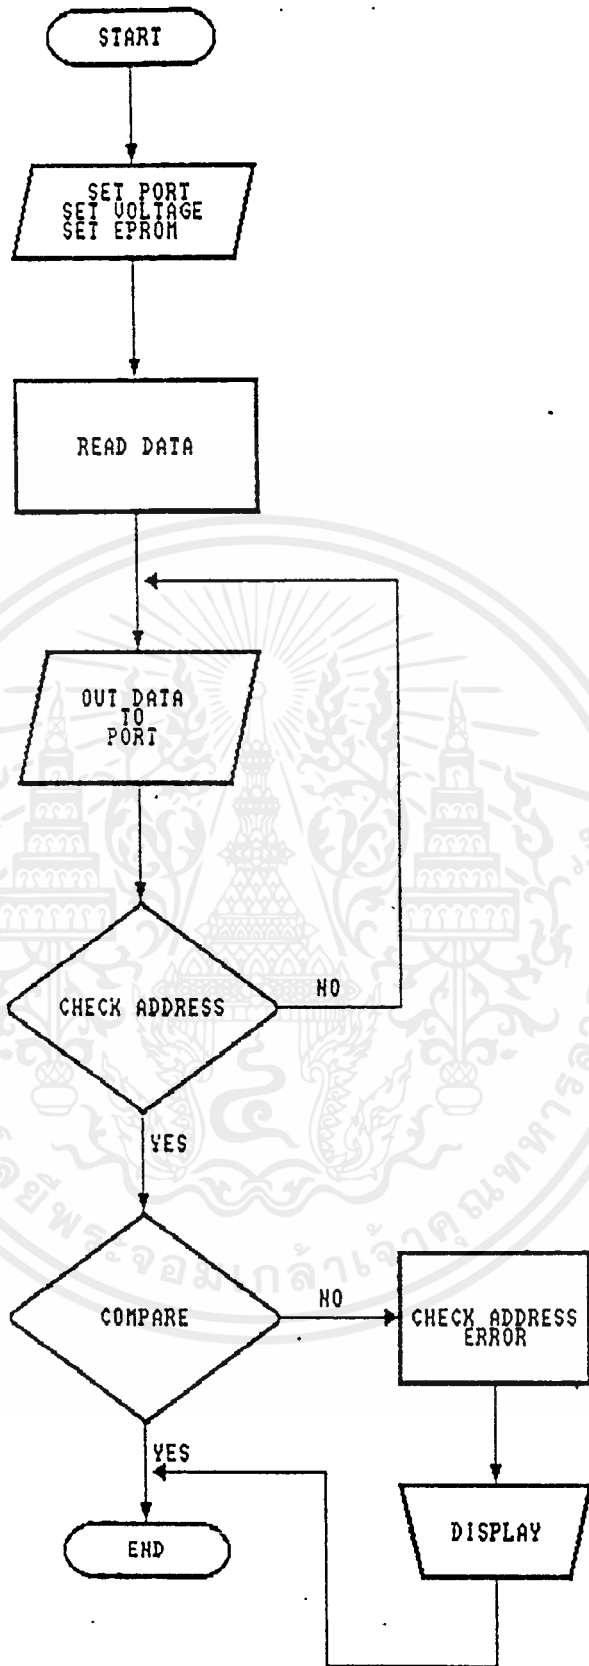 START
SET PORT
SET VOLTAGE
SET EPROM
READ DATA
OUT DATA
TO
PORT
CHECK ADDRESS
NO
YES
COMPARE
NO
CHECK ADDRESS
ERROR
YES
DISPLAY
END